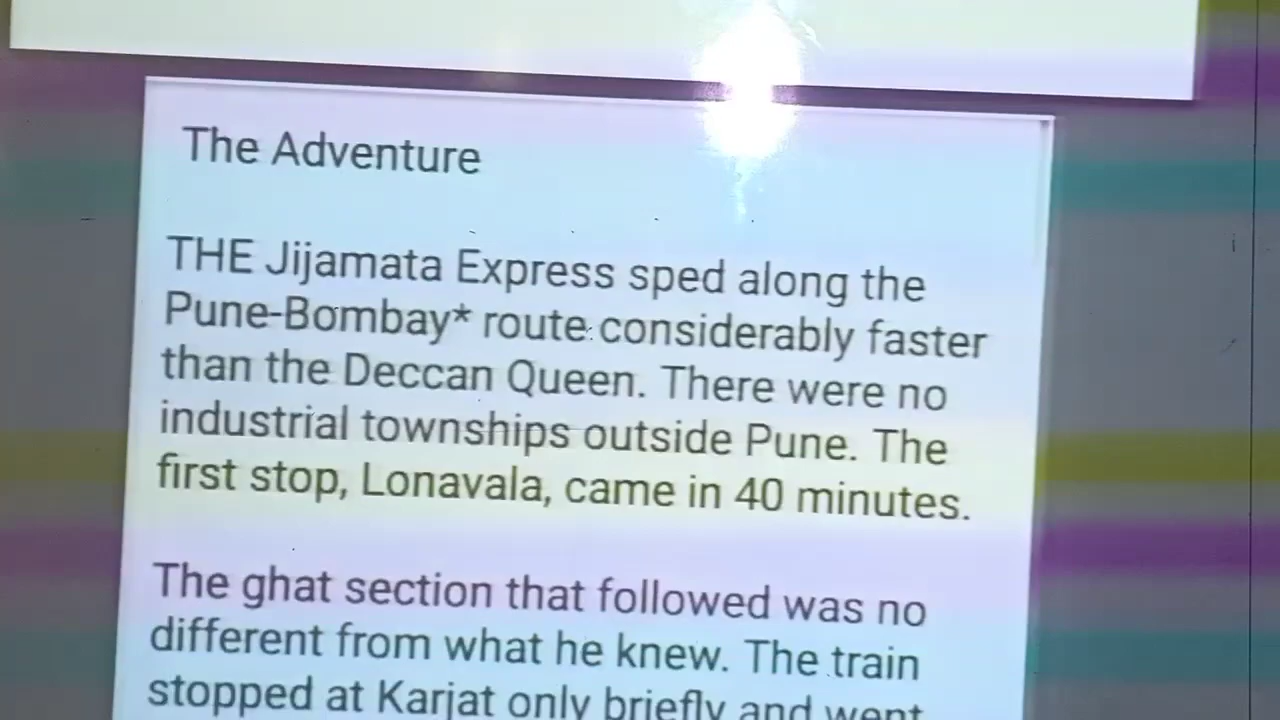 The Adventure
THE Jijamata Express sped along the
Pune-Bombay* route considerably faster
than the Deccan Queen. There were no
industrial townships outside Pune. The
first stop, Lonavala, came in 40 minutes.
The ghat section that followed was no
different from what he knew. The train
stopped at Karjat only briefly and went